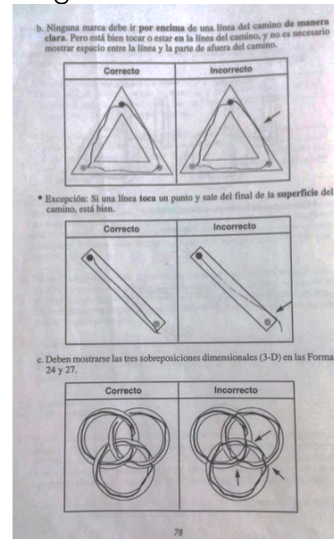 b. Ninguna marca debe ir por encima de una línea del camino de manera
clara. Pero está bien tocar o estar en la línea del camino, y no es necesario
mostrar espacio entre la línea y la parte de afuera del camino.
Correcto
Incorrecto
* Excepción: Si una línea toca un punto y sale del final de la superficie del
camino, está bien.
Correcto
Incorrecto
c. Deben mostrarse las tres sobreposiciones dimensionales (3-D) en las Forma
24 y 27.
Correcto
Incorrecto
78